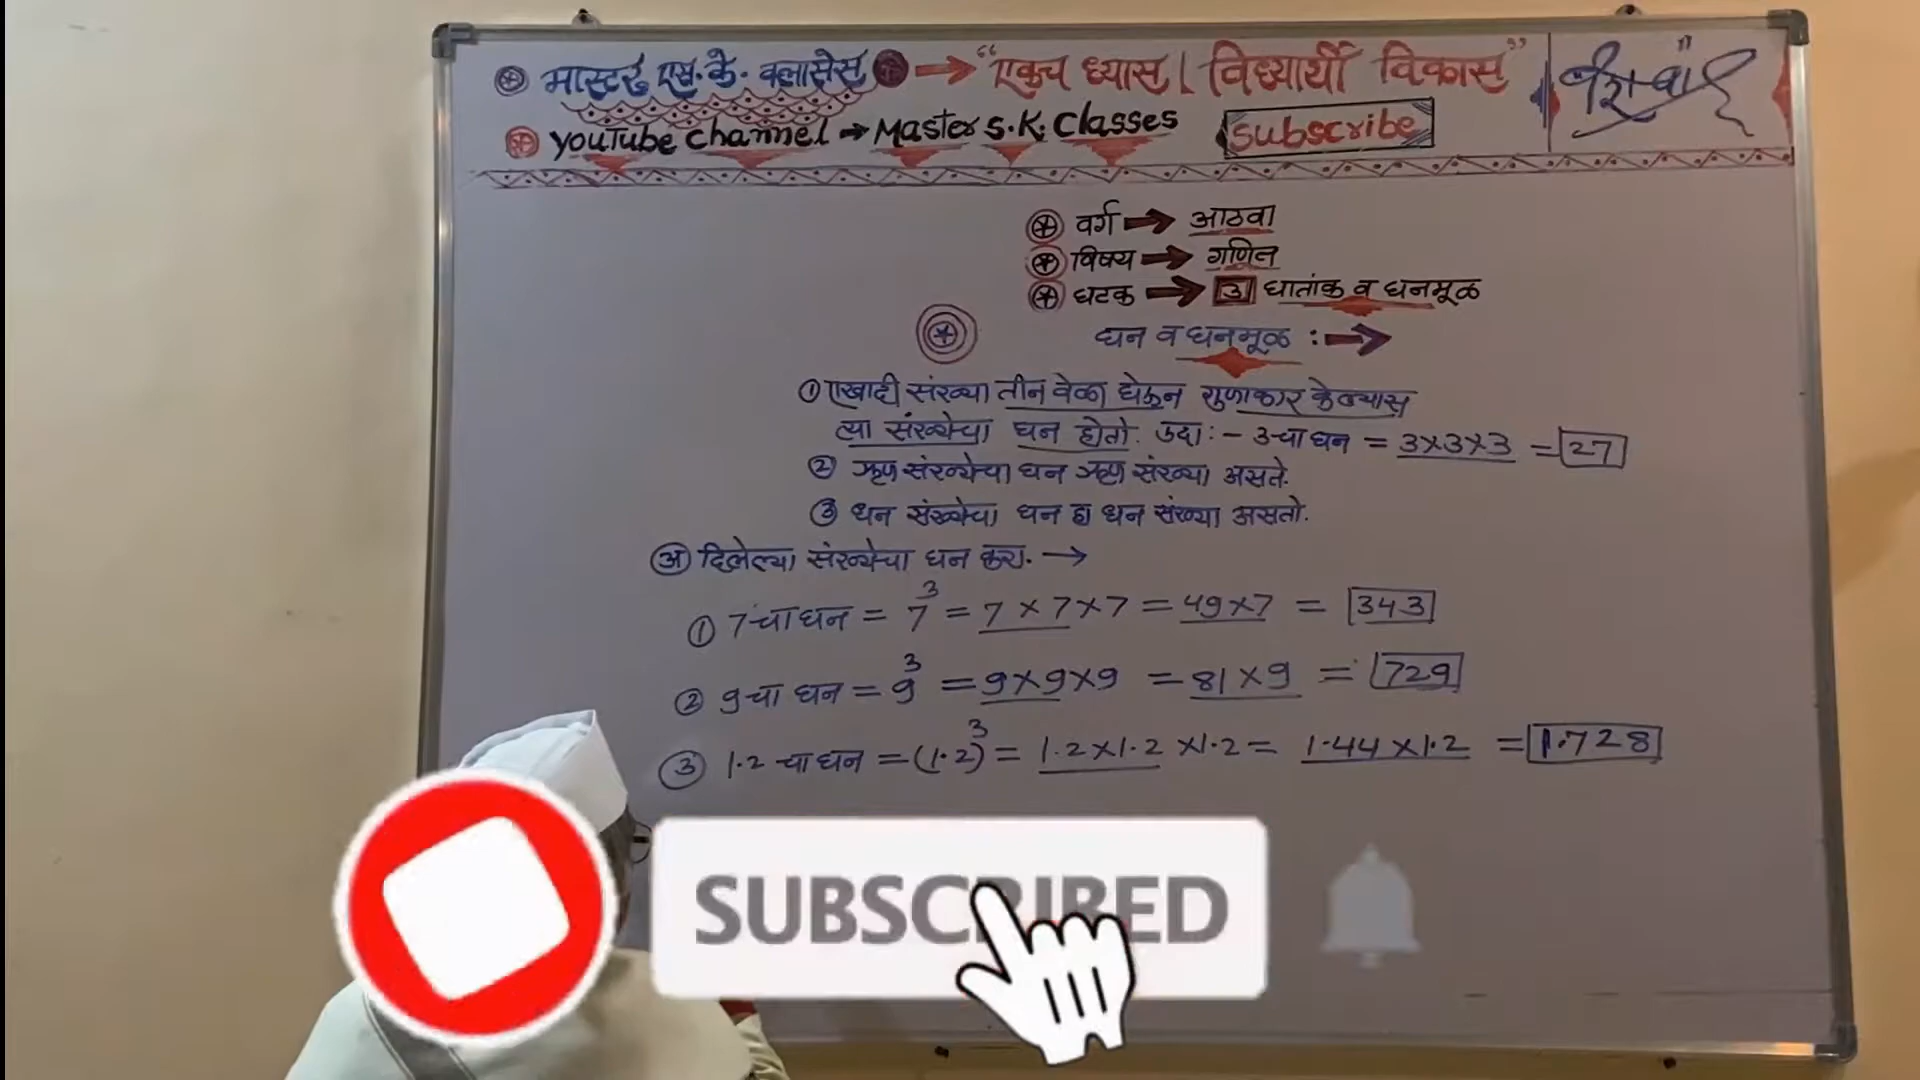 मास्टर एस.के. क्लासेस → "एकच ध्यास | विद्यार्थी विकास"
YouTube Channel → Master S.K. Classes Subscribe
वर्ग → आठवा
विषय → गणित
घटक → 3 घातांक व घनमूळ
घन व घनमूळ : →
① एखादी संख्या तीन वेळा घेऊन गुणाकार केल्यास
त्या संख्येचा घन होतो. उदा:- 3 चा घन = 3×3×3 = 27
② ऋण संख्येचा घन ऋण संख्या असते.
③ धन संख्येचा घन हा धन संख्या असतो.
अ दिलेल्या संख्येचा घन करा. →
① 7 चा घन = 7³ = 7 × 7 × 7 = 49×7 = 343
② 9 चा घन = 9³ = 9×9×9 = 81×9 = 729
③ 1.2 चा घन = (1.2)³ = 1.2×1.2 ×1.2 = 1.44×1.2 = 1.728
SUBSCRIBED